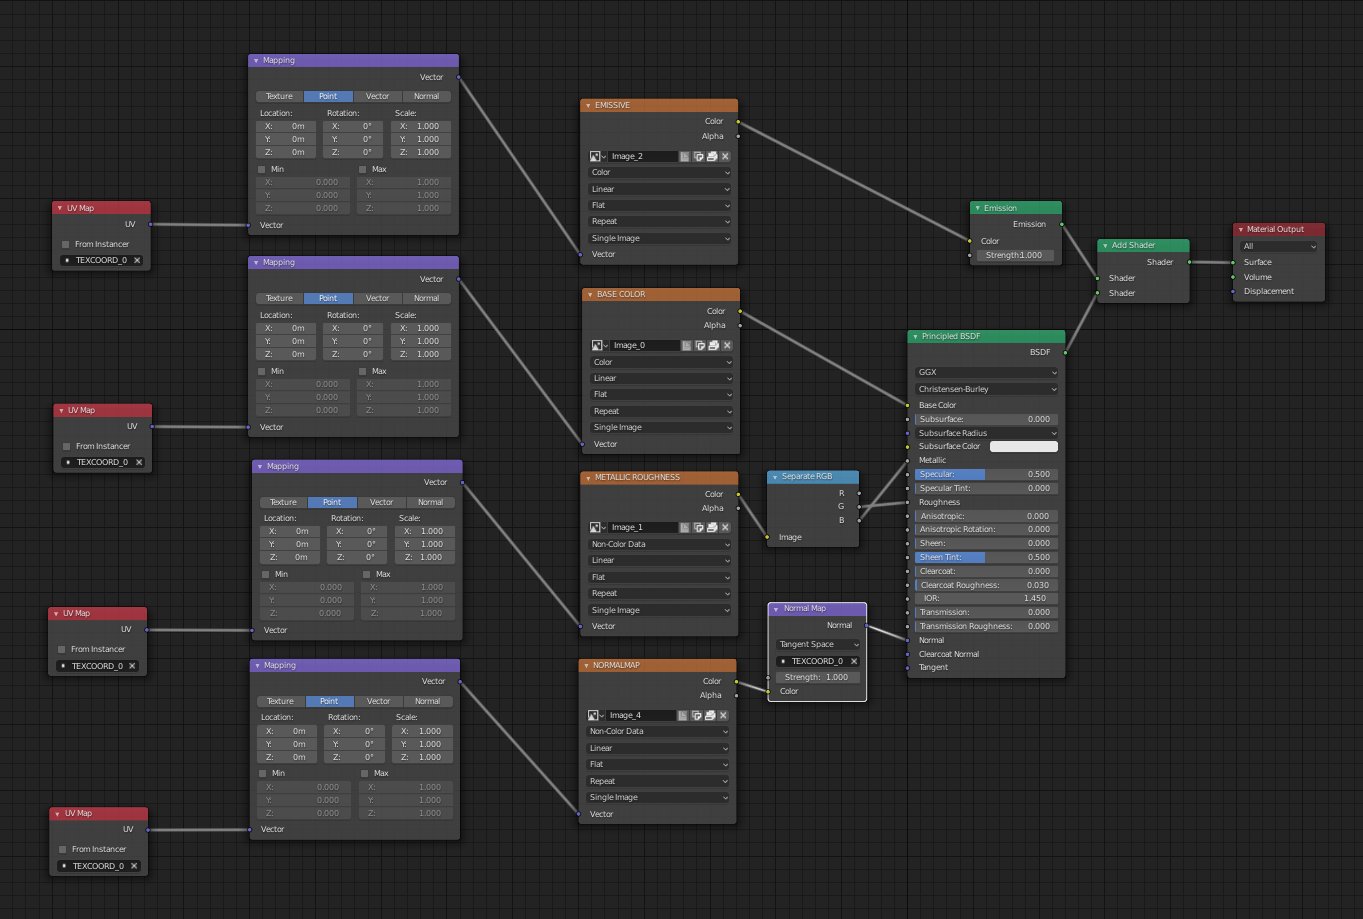 Mapping
Vector
Texture Point Vector Normal
Location: Rotation: Scale:
X: 0m X: 0° X: 1.000
Y: 0m Y: 0° Y: 1.000
Z: 0m Z: 0° Z: 1.000
Min Max
X: 0.000 X: 1.000
Y: 0.000 Y: 1.000
Z: 0.000 Z: 1.000
Vector
UV Map
UV
From Instancer
TEXCOORD_0
EMISSIVE
Color
Alpha
Image_2
Color
Linear
Flat
Repeat
Single Image
Vector
Emission
Emission
Color
Strength:1.000
Add Shader
Shader
Shader
Shader
Material Output
All
Surface
Volume
Displacement
Mapping
Vector
Texture Point Vector Normal
Location: Rotation: Scale:
X: 0m X: 0° X: 1.000
Y: 0m Y: 0° Y: 1.000
Z: 0m Z: 0° Z: 1.000
Min Max
X: 0.000 X: 1.000
Y: 0.000 Y: 1.000
Z: 0.000 Z: 1.000
Vector
UV Map
UV
From Instancer
TEXCOORD_0
BASE COLOR
Color
Alpha
Image_0
Color
Linear
Flat
Repeat
Single Image
Vector
Principled BSDF
BSDF
GGX
Christensen-Burley
Base Color
Subsurface: 0.000
Subsurface Radius
Subsurface Color
Metallic
Specular: 0.500
Specular Tint: 0.000
Roughness
Anisotropic: 0.000
Anisotropic Rotation: 0.000
Sheen: 0.000
Sheen Tint: 0.500
Clearcoat: 0.000
Clearcoat Roughness: 0.030
IOR: 1.450
Transmission: 0.000
Transmission Roughness: 0.000
Normal
Clearcoat Normal
Tangent
Mapping
Vector
Texture Point Vector Normal
Location: Rotation: Scale:
X: 0m X: 0° X: 1.000
Y: 0m Y: 0° Y: 1.000
Z: 0m Z: 0° Z: 1.000
Min Max
X: 0.000 X: 1.000
Y: 0.000 Y: 1.000
Z: 0.000 Z: 1.000
Vector
UV Map
UV
From Instancer
TEXCOORD_0
METALLIC ROUGHNESS
Color
Alpha
Image_1
Non-Color Data
Linear
Flat
Repeat
Single Image
Vector
Separate RGB
R
G
B
Image
Normal Map
Normal
Tangent Space
TEXCOORD_0
Strength: 1.000
Color
Mapping
Vector
Texture Point Vector Normal
Location: Rotation: Scale:
X: 0m X: 0° X: 1.000
Y: 0m Y: 0° Y: 1.000
Z: 0m Z: 0° Z: 1.000
Min Max
X: 0.000 X: 1.000
Y: 0.000 Y: 1.000
Z: 0.000 Z: 1.000
Vector
UV Map
UV
From Instancer
TEXCOORD_0
NORMALMAP
Color
Alpha
Image_4
Non-Color Data
Linear
Flat
Repeat
Single Image
Vector